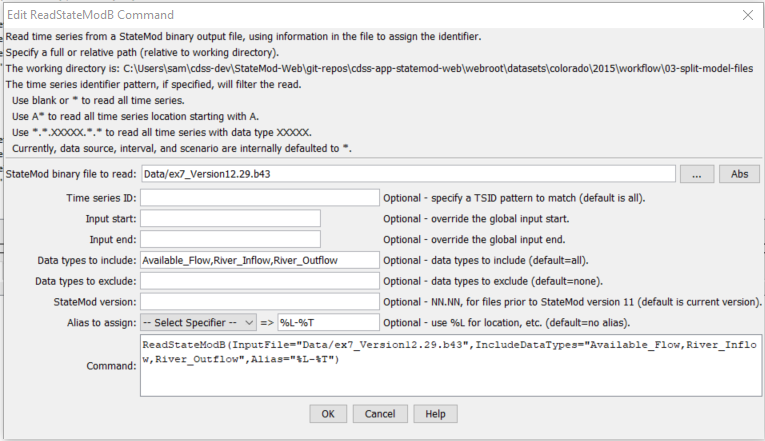 Edit ReadStateModB Command
Read time series from a StateMod binary output file, using information in the file to assign the identifier.
Specify a full or relative path (relative to working directory).
The working directory is: C:\Users\sam\cdss-dev\StateMod-Web\git-repos\cdss-app-statemod-web\webroot\datasets\colorado\2015\workflow\03-split-model-files
The time series identifier pattern, if specified, will filter the read.
Use blank or * to read all time series.
Use A* to read all time series location starting with A.
Use *.*.XXXXX.*.* to read all time series with data type XXXXX.
Currently, data source, interval, and scenario are internally defaulted to *.
StateMod binary file to read: Data/ex7_Version12.29.b43 ... Abs
Time series ID: Optional - specify a TSID pattern to match (default is all).
Input start: Optional - override the global input start.
Input end: Optional - override the global input end.
Data types to include: Available_Flow,River_Inflow,River_Outflow Optional - data types to include (default=all).
Data types to exclude: Optional - data types to exclude (default=none).
StateMod version: Optional - NN.NN, for files prior to StateMod version 11 (default is current version).
Alias to assign: -- Select Specifier -- => %L-%T Optional - use %L for location, etc. (default=no alias).
ReadStateModB(InputFile="Data/ex7_Version12.29.b43",IncludeDataTypes="Available_Flow,River_Inflo
w,River_Outflow",Alias="%L-%T")
Command:
OK Cancel Help